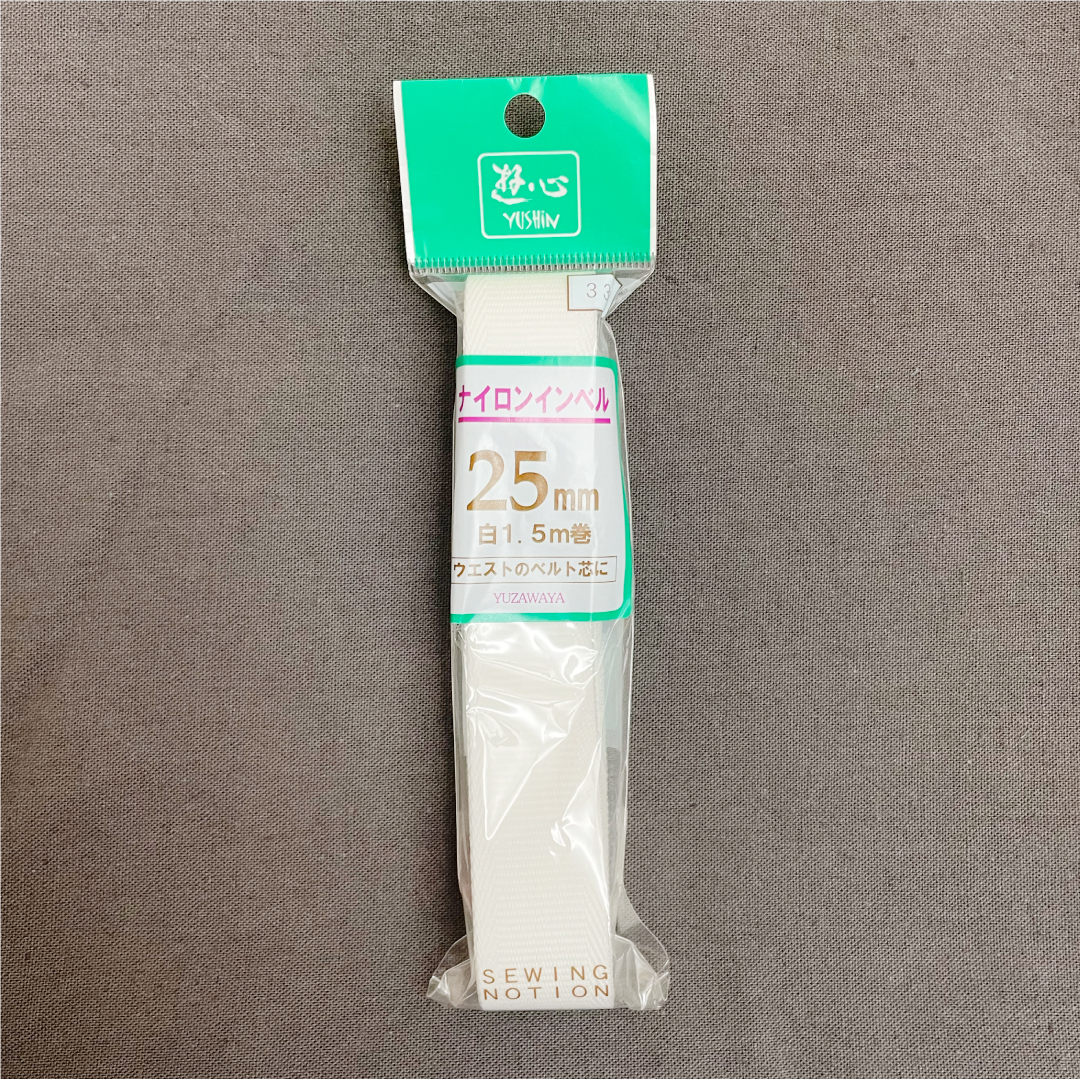 遊・心
YUSHiN
33
ナイロンインベル
25mm
白1.5m巻
ウエストのベルト芯に
YUZAWAYA
SEWING
NOTION